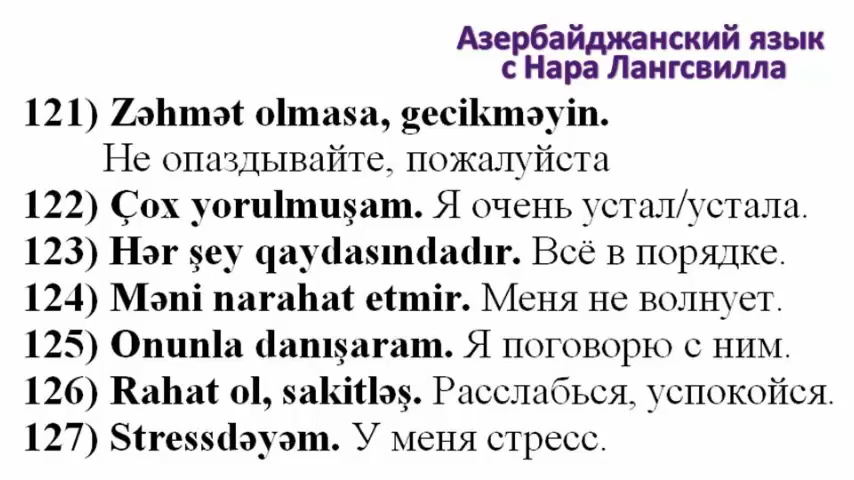 Азербайджанский язык
с Нара Лангсвилла
121) Zəhmət olmasa, gecikməyin.
Не опаздывайте, пожалуйста
122) Çox yorulmuşam. Я очень устал/устала.
123) Hər şey qaydasındadır. Всё в порядке.
124) Məni narahat etmir. Меня не волнует.
125) Onunla danışaram. Я поговорю с ним.
126) Rahat ol, sakitləş. Расслабься, успокойся.
127) Stressdəyəm. У меня стресс.